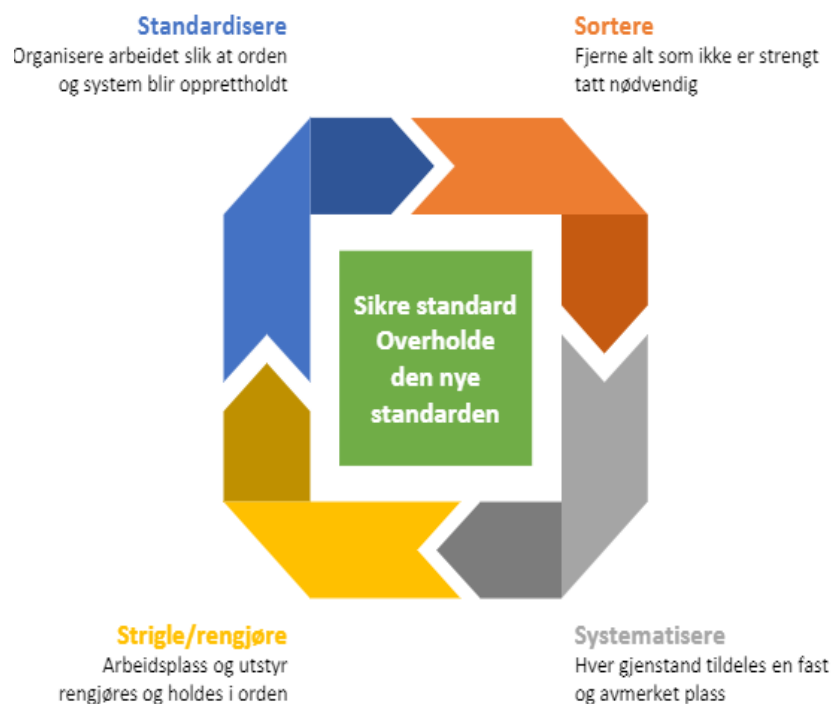 Standardisere
Organisere arbeidet slik at orden
og system blir opprettholdt
Sortere
Fjerne alt som ikke er strengt
tatt nødvendig
Sikre standard
Overholde
den nye
standarden
Strigle/rengjøre
Arbeidsplass og utstyr
rengjøres og holdes i orden
Systematisere
Hver gjenstand tildeles en fast
og avmerket plass